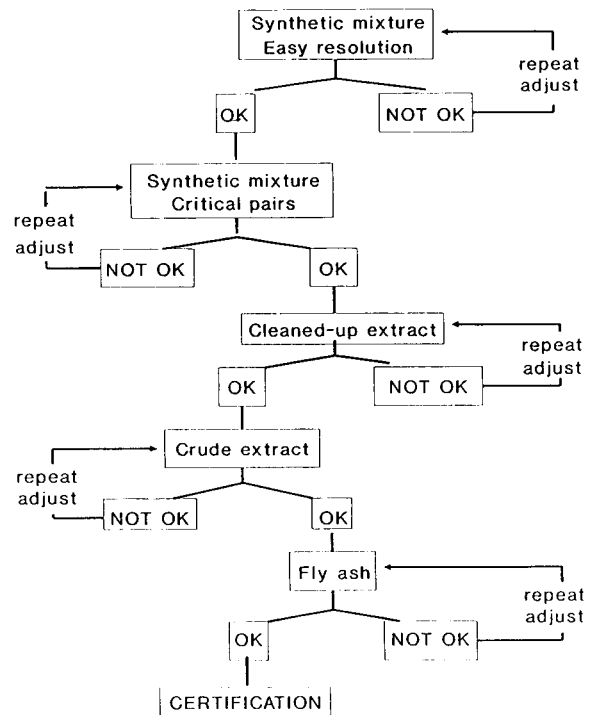 Synthetic mixture
Easy resolution
repeat
adjust
OK
NOT OK
Synthetic mixture
Critical pairs
repeat
adjust
NOT OK
OK
Cleaned-up extract
repeat
adjust
OK
NOT OK
Crude extract
repeat
adjust
NOT OK
OK
Fly ash
repeat
adjust
OK
NOT OK
CERTIFICATION